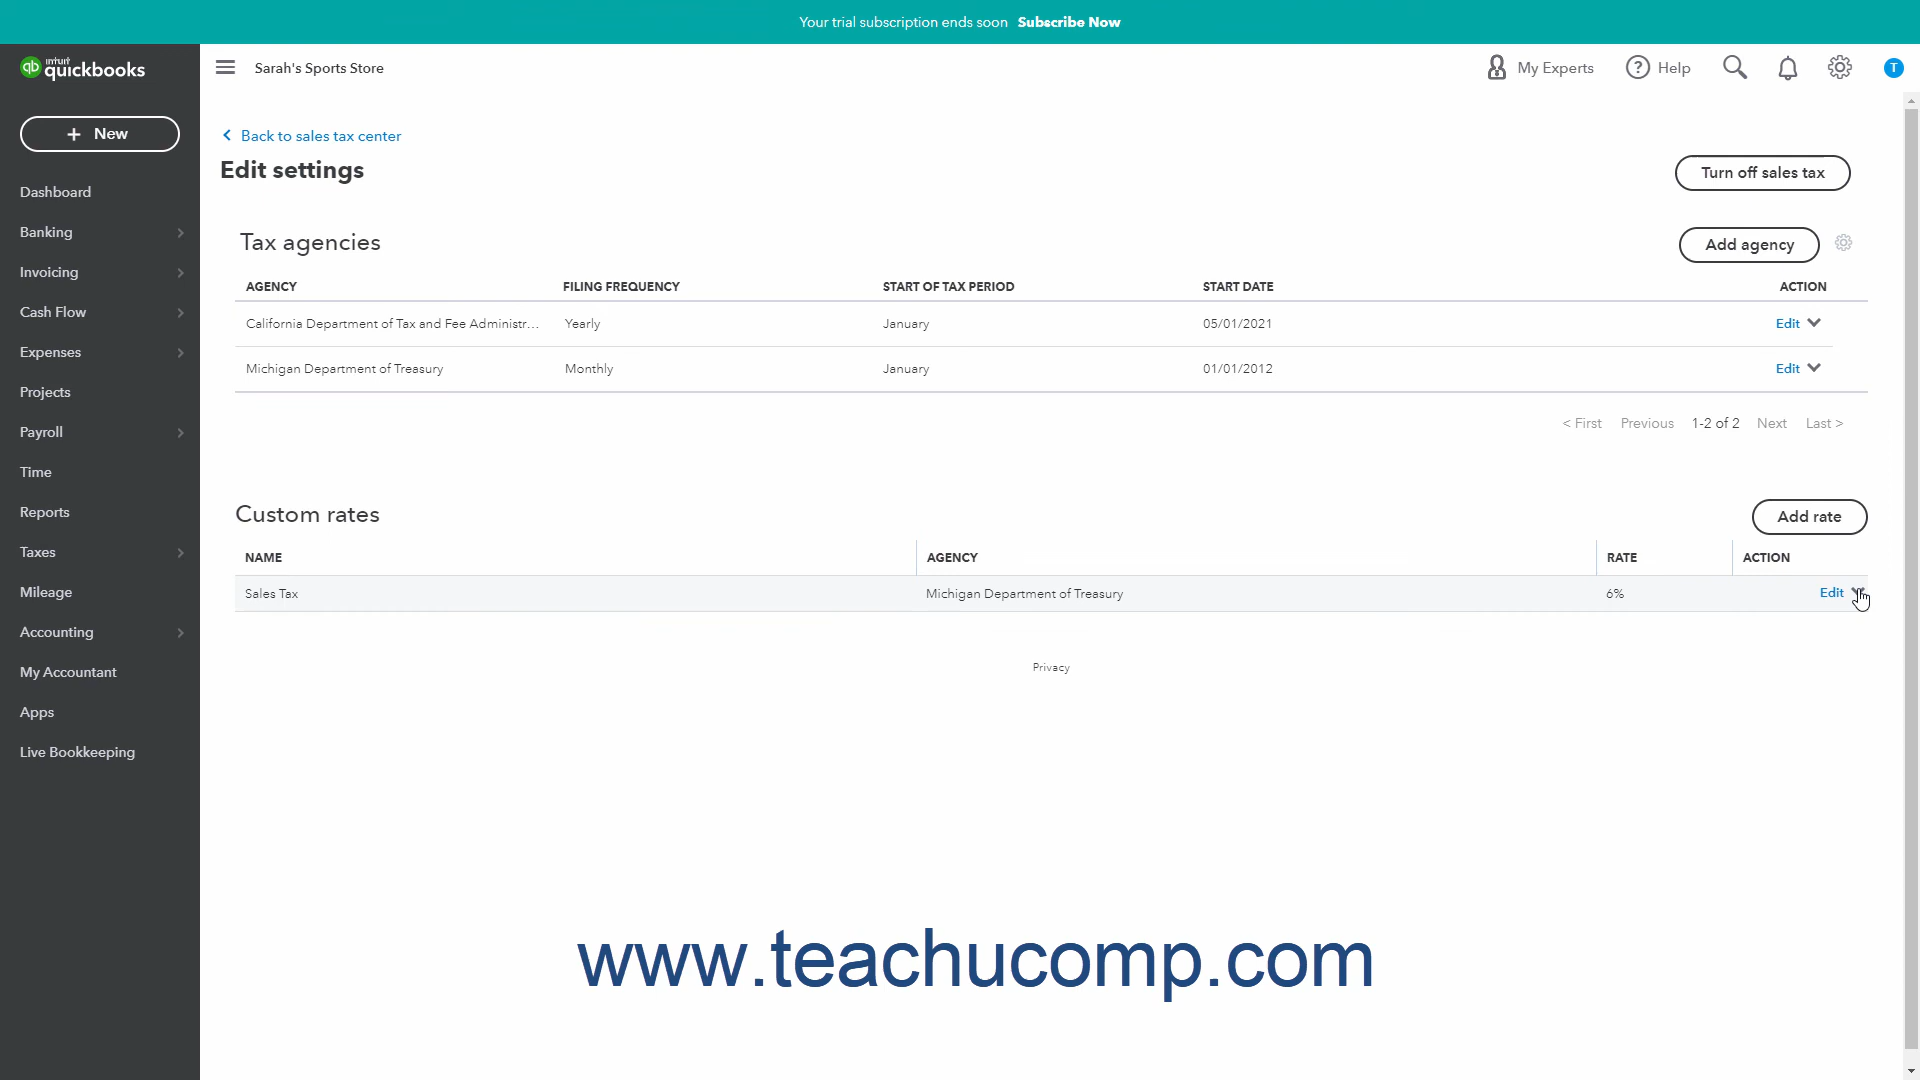 Your trial subscription ends soon Subscribe Now
intuit quickbooks
Sarah's Sports Store
My Experts
Help
T
+ New
Dashboard
Banking
Invoicing
Cash Flow
Expenses
Projects
Payroll
Time
Reports
Taxes
Mileage
Accounting
My Accountant
Apps
Live Bookkeeping
Back to sales tax center
Edit settings
Turn off sales tax
Tax agencies
Add agency
AGENCY FILING FREQUENCY START OF TAX PERIOD START DATE ACTION
California Department of Tax and Fee Administr... Yearly January 05/01/2021 Edit
Michigan Department of Treasury Monthly January 01/01/2012 Edit
< First Previous 1-2 of 2 Next Last >
Custom rates
Add rate
NAME AGENCY RATE ACTION
Sales Tax Michigan Department of Treasury 6% Edit
Privacy
www.teachucomp.com